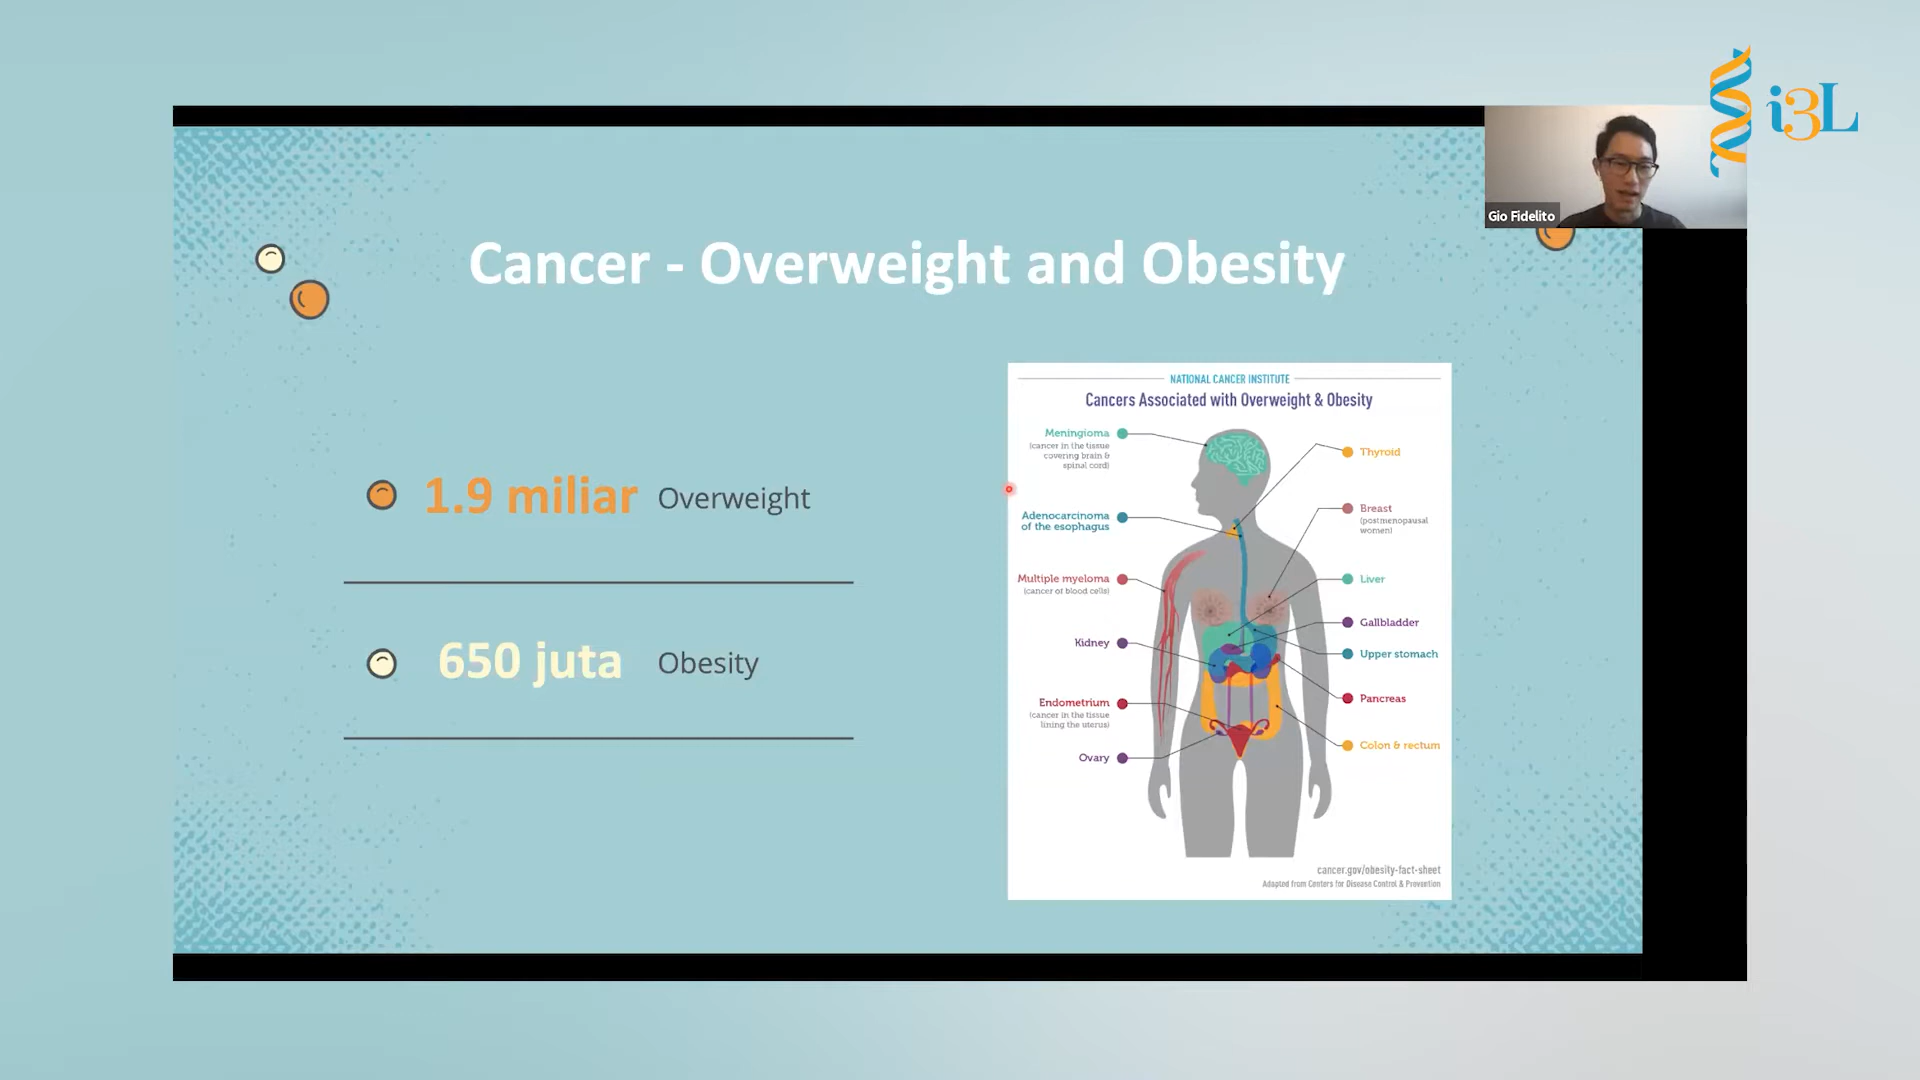 i3L
Gio Fidelito
Cancer - Overweight and Obesity
1.9 miliar Overweight
650 juta Obesity
NATIONAL CANCER INSTITUTE
Cancers Associated with Overweight & Obesity
Meningioma
(cancer in the tissue
covering brain &
spinal cord)
Adenocarcinoma
of the esophagus
Multiple myeloma
(cancer of blood cells)
Kidney
Endometrium
(cancer in the tissue
lining the uterus)
Ovary
Thyroid
Breast
(postmenopausal
women)
Liver
Gallbladder
Upper stomach
Pancreas
Colon & rectum
cancer.gov/obesity-fact-sheet
Adapted from Centers for Disease Control & Prevention